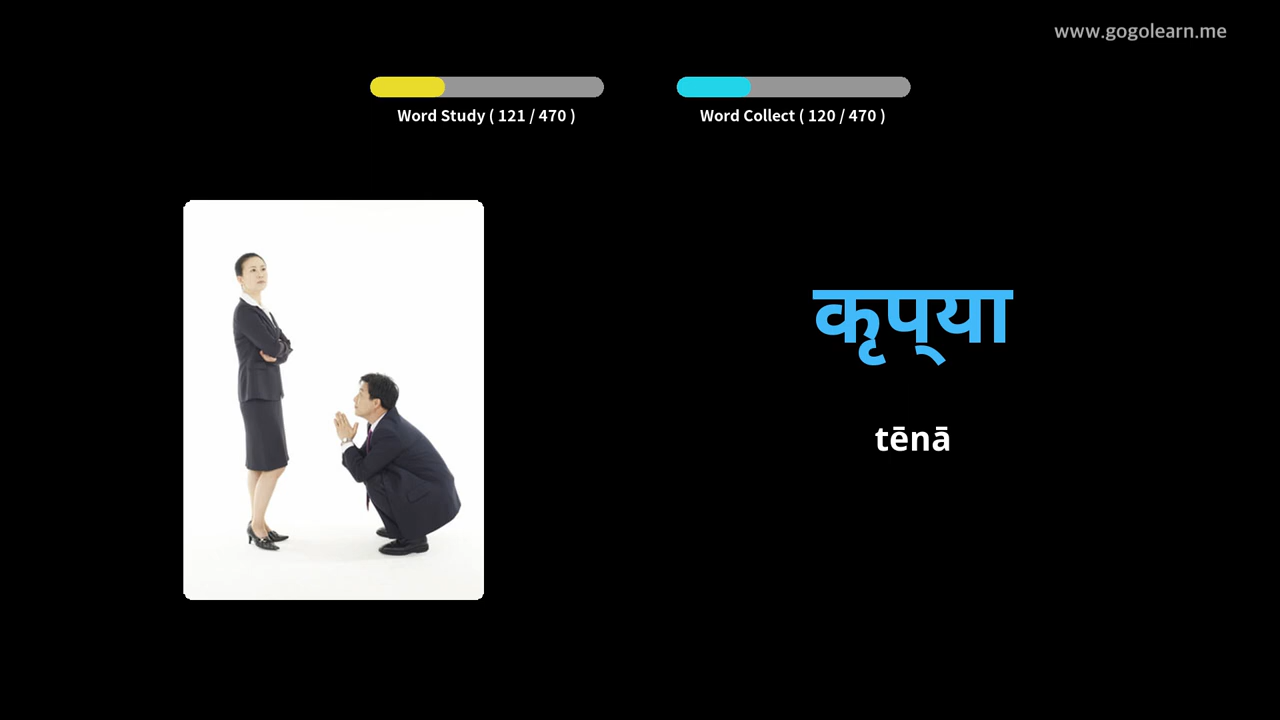 www.gogolearn.me
Word Study ( 121 / 470 )
Word Collect ( 120 / 470 )
कृप्‌या
tēnā